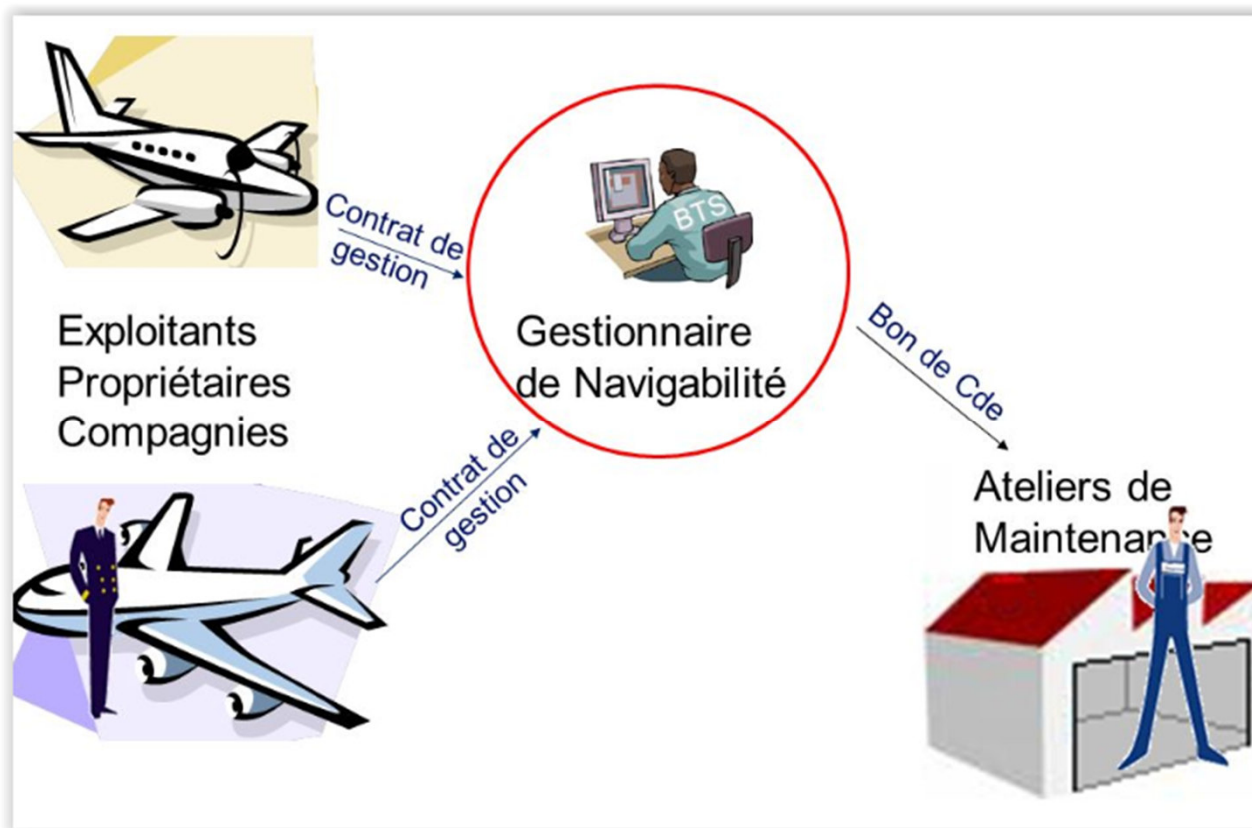 Contrat de
gestion
BTS
Exploitants
Propriétaires
Compagnies
Gestionnaire
de Navigabilité
Bon de Cde
Contrat de
gestion
Ateliers de
Maintenance